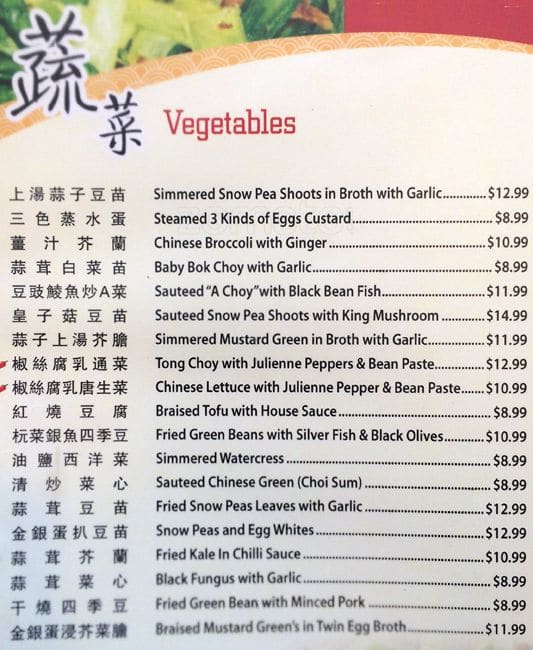 蔬菜
Vegetables
上湯蒜子豆苗 Simmered Snow Pea Shoots in Broth with Garlic.............$12.99
三色蒸水蛋 Steamed 3 Kinds of Eggs Custard..........................................$8.99
薑汁芥蘭 Chinese Broccoli with Ginger................................................$10.99
蒜茸白菜苗 Baby Bok Choy with Garlic......................................................$8.99
豆豉鯪魚炒A菜 Sauteed "A Choy"with Black Bean Fish................................$11.99
皇子菇豆苗 Sauteed Snow Pea Shoots with King Mushroom ...............$14.99
蒜子上湯芥膽 Simmered Mustard Green in Broth with Garlic..................$11.99
椒絲腐乳通菜 Tong Choy with Julienne Peppers & Bean Paste................$12.99
椒絲腐乳唐生菜 Chinese Lettuce with Julienne Pepper & Bean Paste.......$10.99
紅燒豆腐 Braised Tofu with House Sauce..............................................$8.99
杬菜銀魚四季豆 Fried Green Beans with Silver Fish & Black Olives............$10.99
油鹽西洋菜 Simmered Watercress ..............................................................$8.99
清炒菜心 Sauteed Chinese Green (Choi Sum) .......................................$8.99
蒜茸豆苗 Fried Snow Peas Leaves with Garlic .....................................$12.99
金銀蛋扒豆苗 Snow Peas and Egg Whites ...................................................$12.99
蒜茸芥蘭 Fried Kale In Chilli Sauce .......................................................$10.99
蒜茸菜心 Black Fungus with Garlic.........................................................$8.99
干燒四季豆 Fried Green Bean with Minced Pork ......................................$8.99
金銀蛋浸芥菜膽 Braised Mustard Green's in Twin Egg Broth........................$11.99